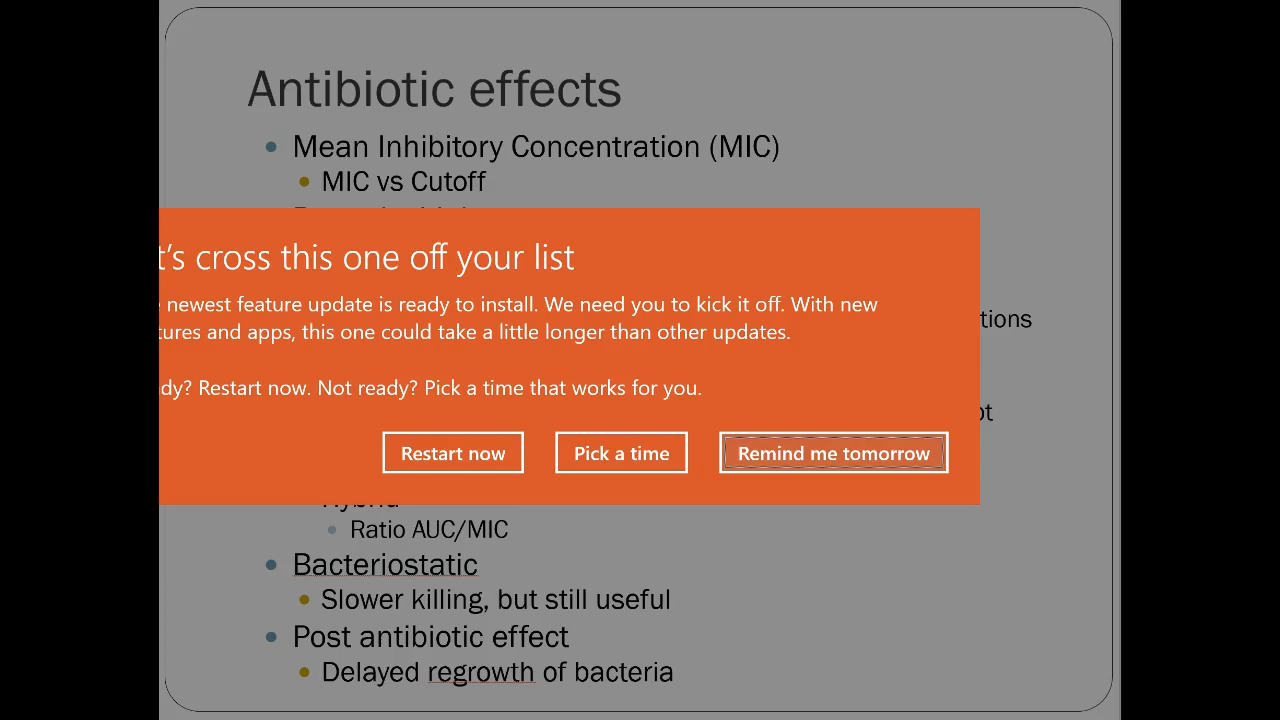 Antibiotic effects
Mean Inhibitory Concentration (MIC)
MIC vs Cutoff
t's cross this one off your list
newest feature update is ready to install. We need you to kick it off. With new
tures and apps, this one could take a little longer than other updates.
tions
dy? Restart now. Not ready? Pick a time that works for you.
ot
Restart now Pick a time Remind me tomorrow
Hybrid
Ratio AUC/MIC
Bacteriostatic
Slower killing, but still useful
Post antibiotic effect
Delayed regrowth of bacteria